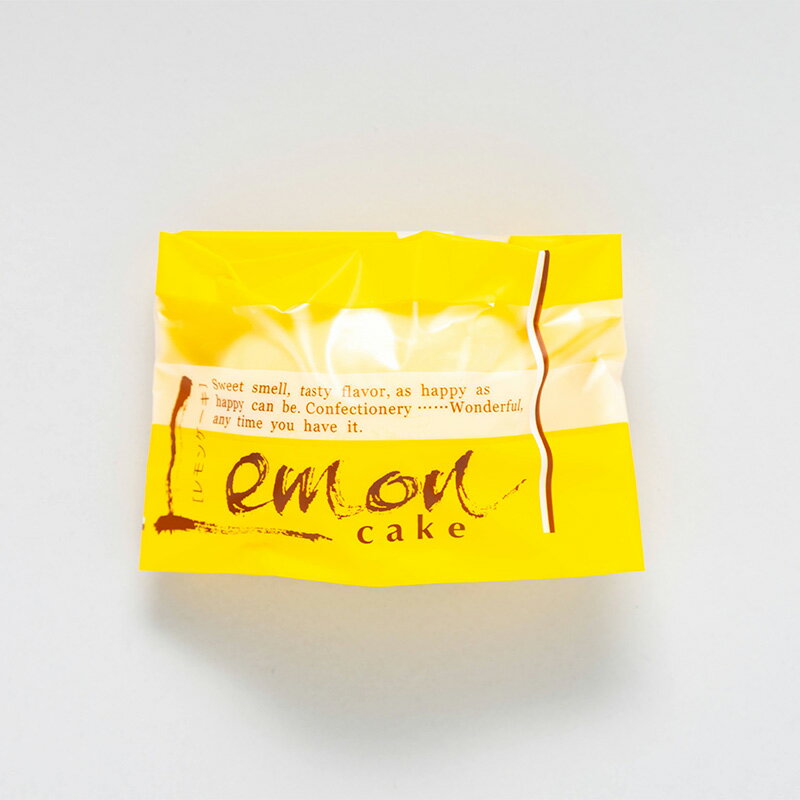 Sweet smell, tasty flavor, as happy as
happy can be. Confectionery ……Wonderful,
any time you have it.
[レモンケーキ]
Lemon
cake